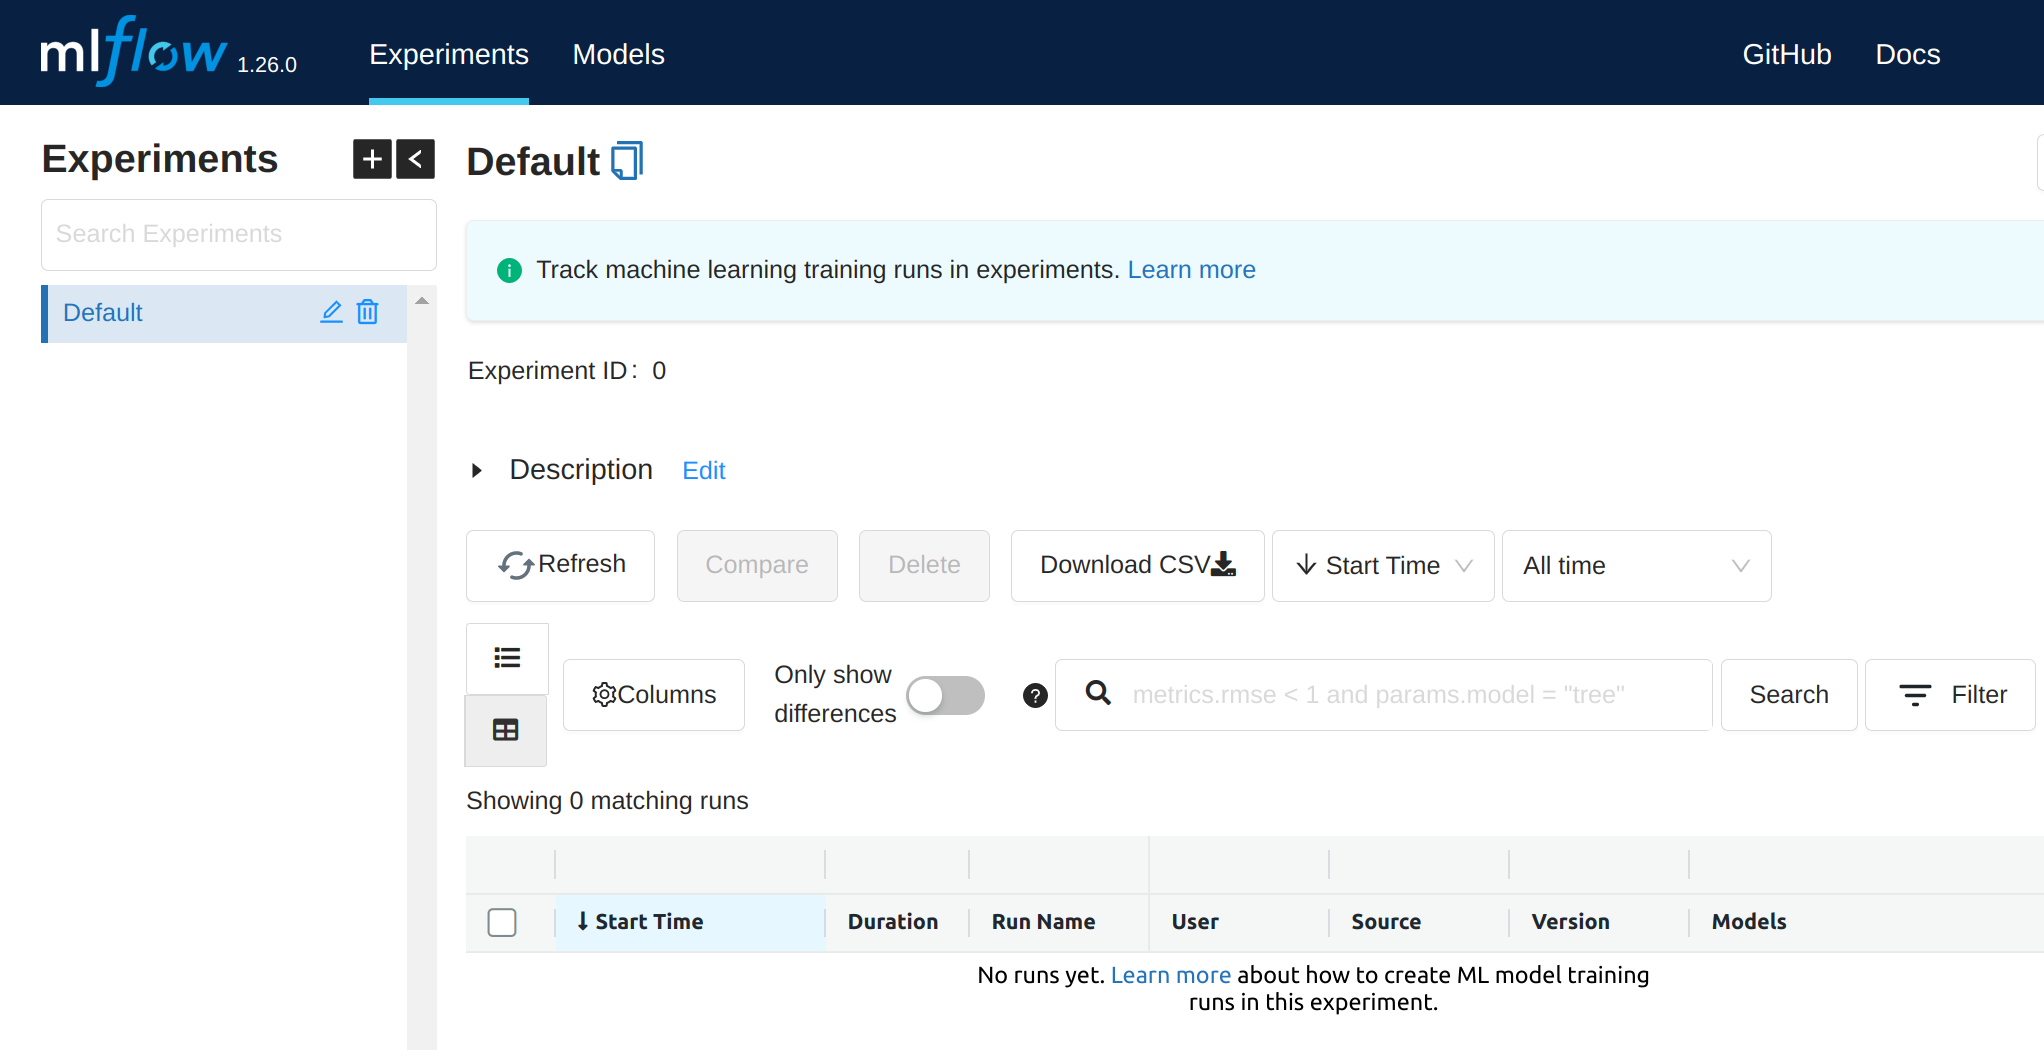 mlflow 1.26.0 Experiments Models GitHub Docs
Experiments
Search Experiments
Default
Default
Track machine learning training runs in experiments. Learn more
Experiment ID: 0
Description Edit
Refresh Compare Delete Download CSV Start Time All time
Columns
Only show
differences
metrics.rmse < 1 and params.model = "tree"
Search Filter
Showing 0 matching runs
Start Time Duration Run Name User Source Version Models
No runs yet. Learn more about how to create ML model training
runs in this experiment.